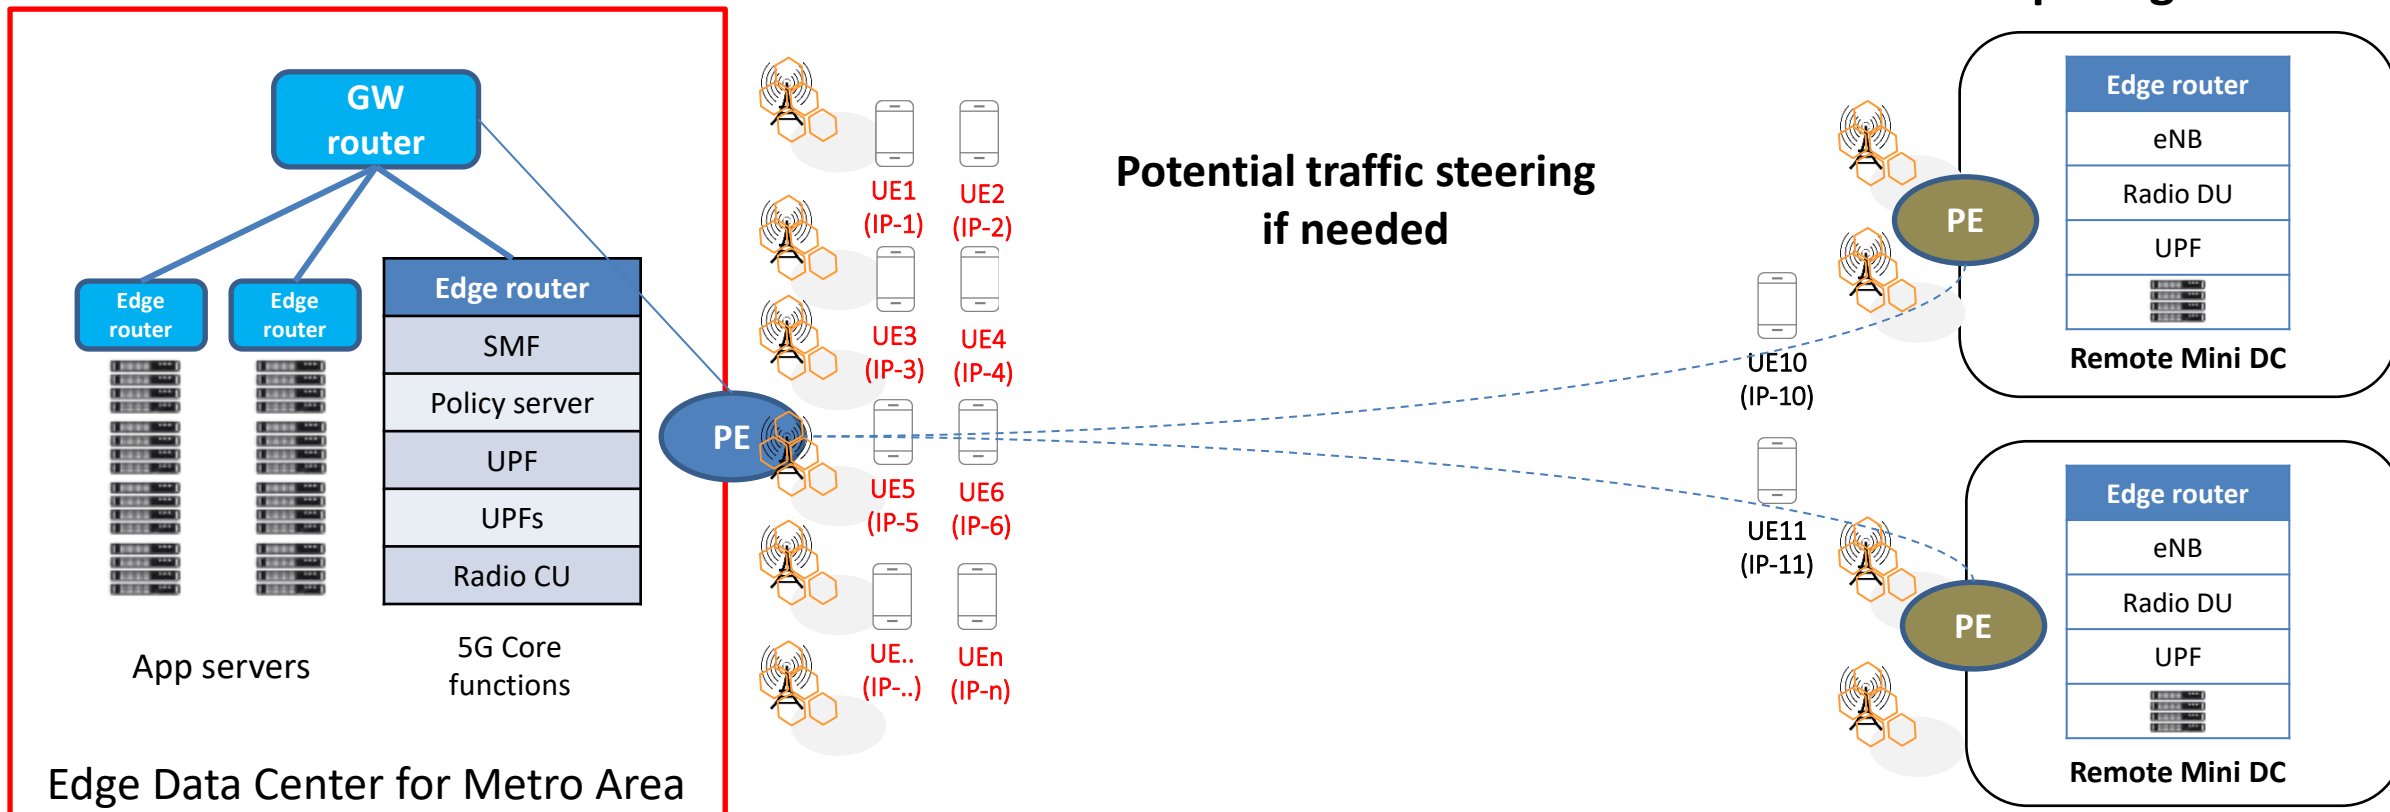 GW
router
Edge
router
Edge
router
Edge router
SMF
Policy server
UPF
UPFs
Radio CU
App servers
5G Core
functions
Edge Data Center for Metro Area
PE
UE1
(IP-1)
UE2
(IP-2)
UE3
(IP-3)
UE4
(IP-4)
UE5
(IP-5
UE6
(IP-6)
UE..
(IP-..)
UEn
(IP-n)
Potential traffic steering
if needed
UE10
(IP-10)
UE11
(IP-11)
PE
Edge router
eNB
Radio DU
UPF
Remote Mini DC
PE
Edge router
eNB
Radio DU
UPF
Remote Mini DC